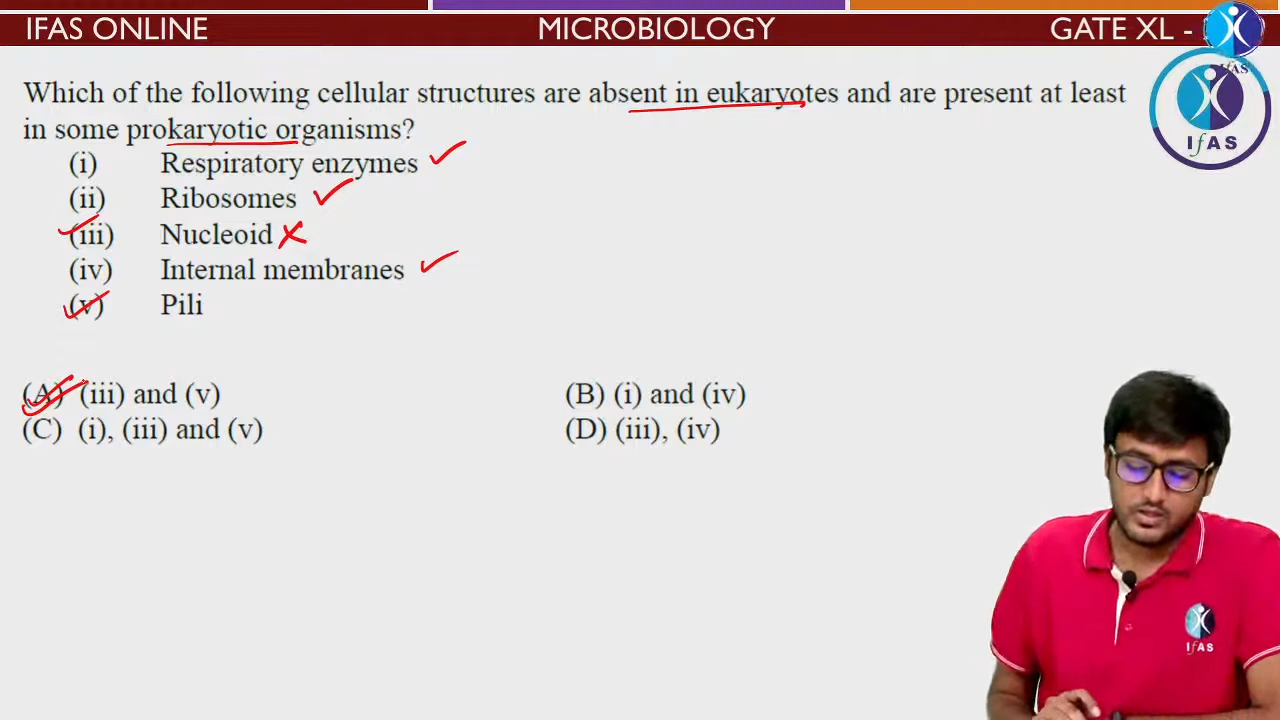 IFAS ONLINE MICROBIOLOGY GATE XL -
Which of the following cellular structures are absent in eukaryotes and are present at least
in some prokaryotic organisms?
(i) Respiratory enzymes
(ii) Ribosomes
(iii) Nucleoid
(iv) Internal membranes
(v) Pili
(A) (iii) and (v) (B) (i) and (iv)
(C) (i), (iii) and (v) (D) (iii), (iv)
IfAS
IfAS
IfAS